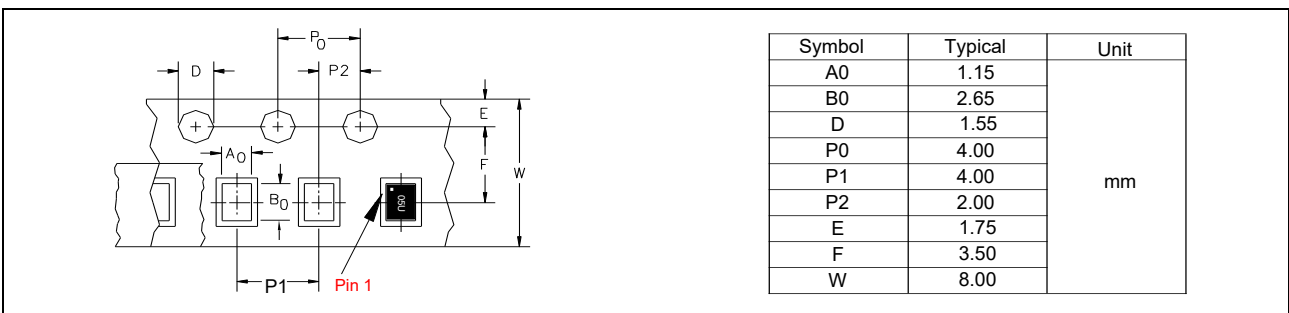 P0
D
P2
E
A0
F
W
B0
05U
P1
Pin 1
Symbol Typical Unit
A0 1.15
B0 2.65
D 1.55
P0 4.00
P1 4.00 mm
P2 2.00
E 1.75
F 3.50
W 8.00